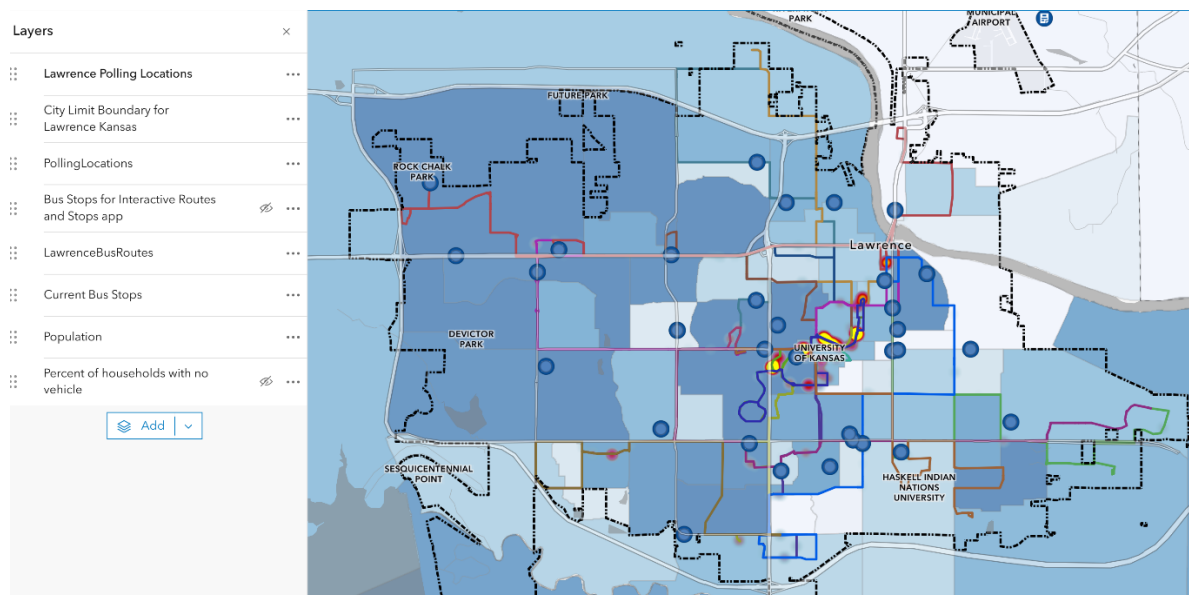 Layers
Lawrence Polling Locations
City Limit Boundary for
Lawrence Kansas
PollingLocations
Bus Stops for Interactive Routes
and Stops app
LawrenceBusRoutes
Current Bus Stops
Population
Percent of households with no
vehicle
Add
PARK
MUNICIPAL
AIRPORT
FUTURE PARK
ROCK CHALK
PARK
Lawrence
DEVICTOR
PARK
UNIVERSITY
OF KANSAS
SESQUICENTENNIAL
POINT
HASKELL INDIAN
NATIONS
UNIVERSITY